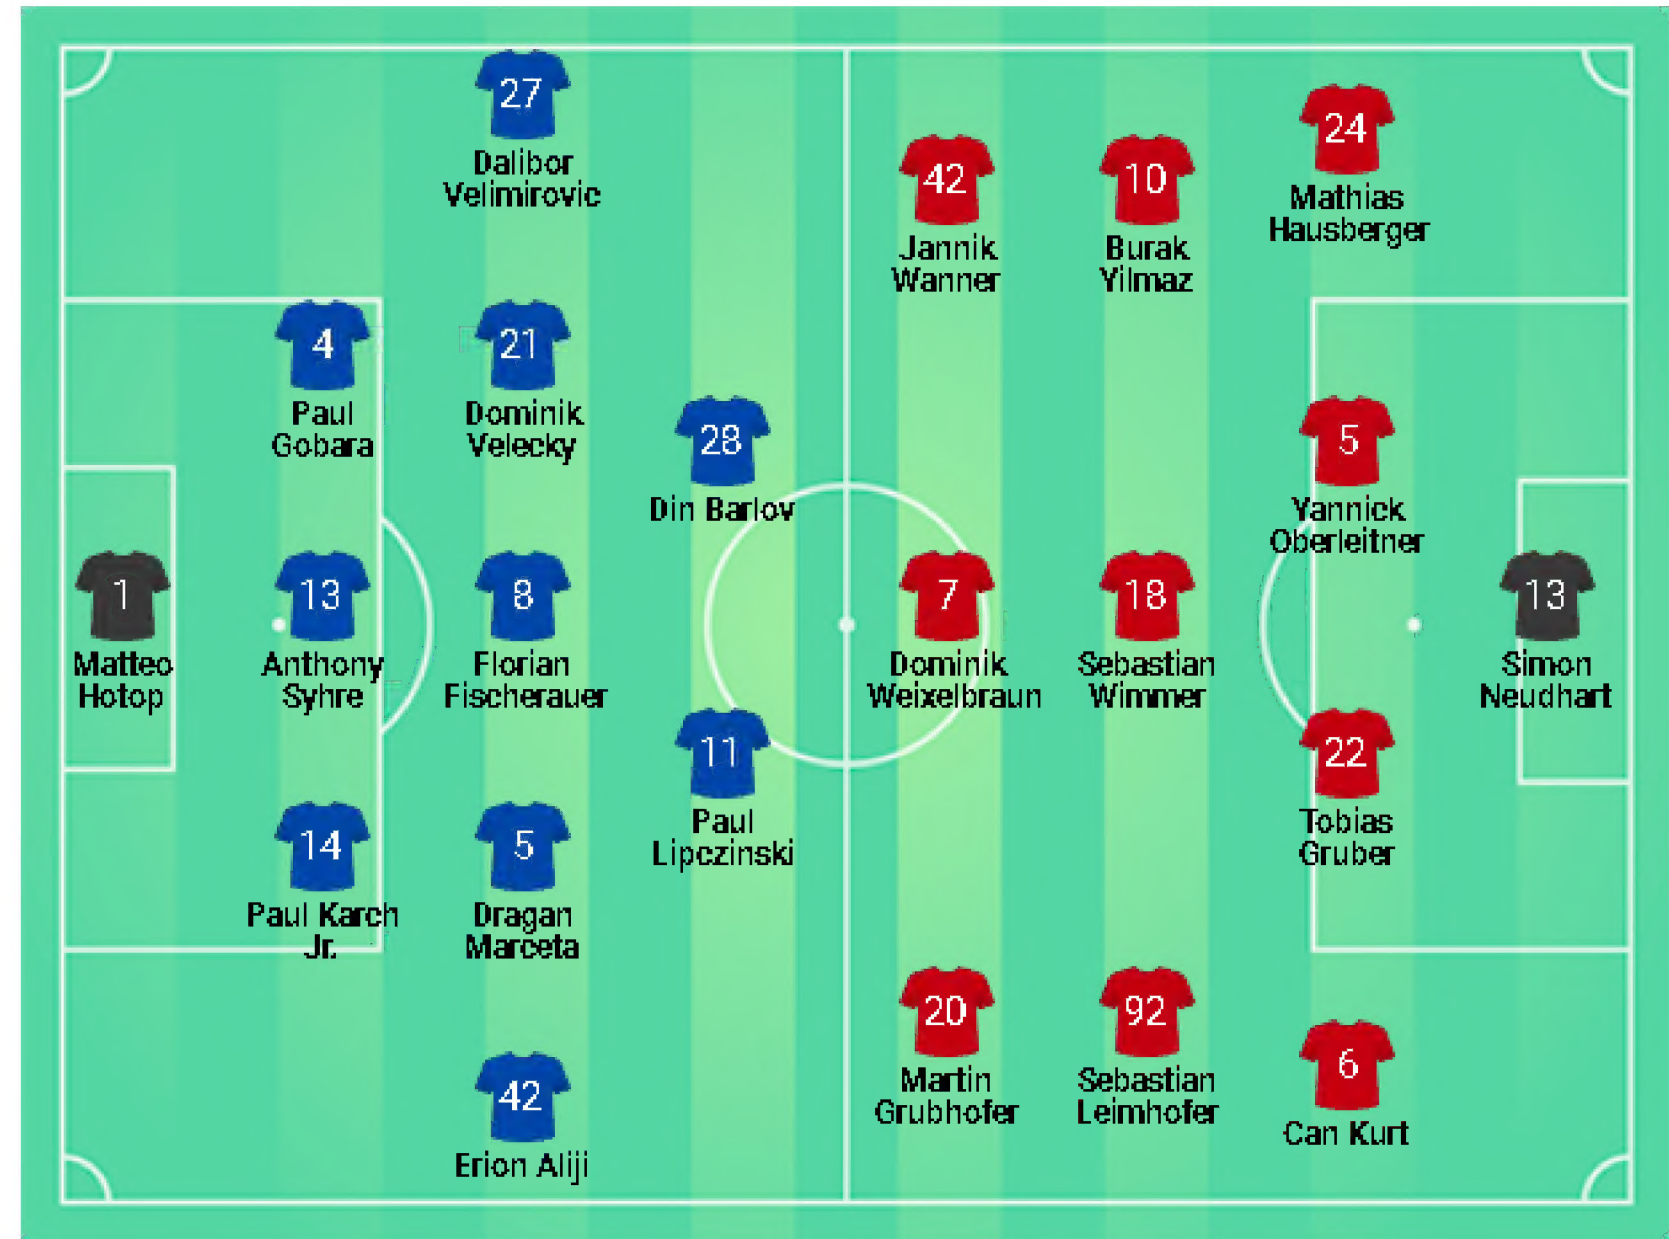 27
Dalibor
Velimirovic
4
Paul
Gobara
21
Dominik
Velecky
28
Din Barlov
1
Matteo
Hotop
13
Anthony
Syhre
8
Florian
Fischerauer
11
Paul
Lipczinski
14
Paul Karch
Jr.
5
Dragan
Marceta
42
Erion Aliji
42
Jannik
Wanner
10
Burak
Yilmaz
24
Mathias
Hausberger
5
Yannick
Oberleitner
7
Dominik
Weixelbraun
18
Sebastian
Wimmer
13
Simon
Neudhart
22
Tobias
Gruber
20
Martin
Grubhofer
92
Sebastian
Leimhofer
6
Can Kurt